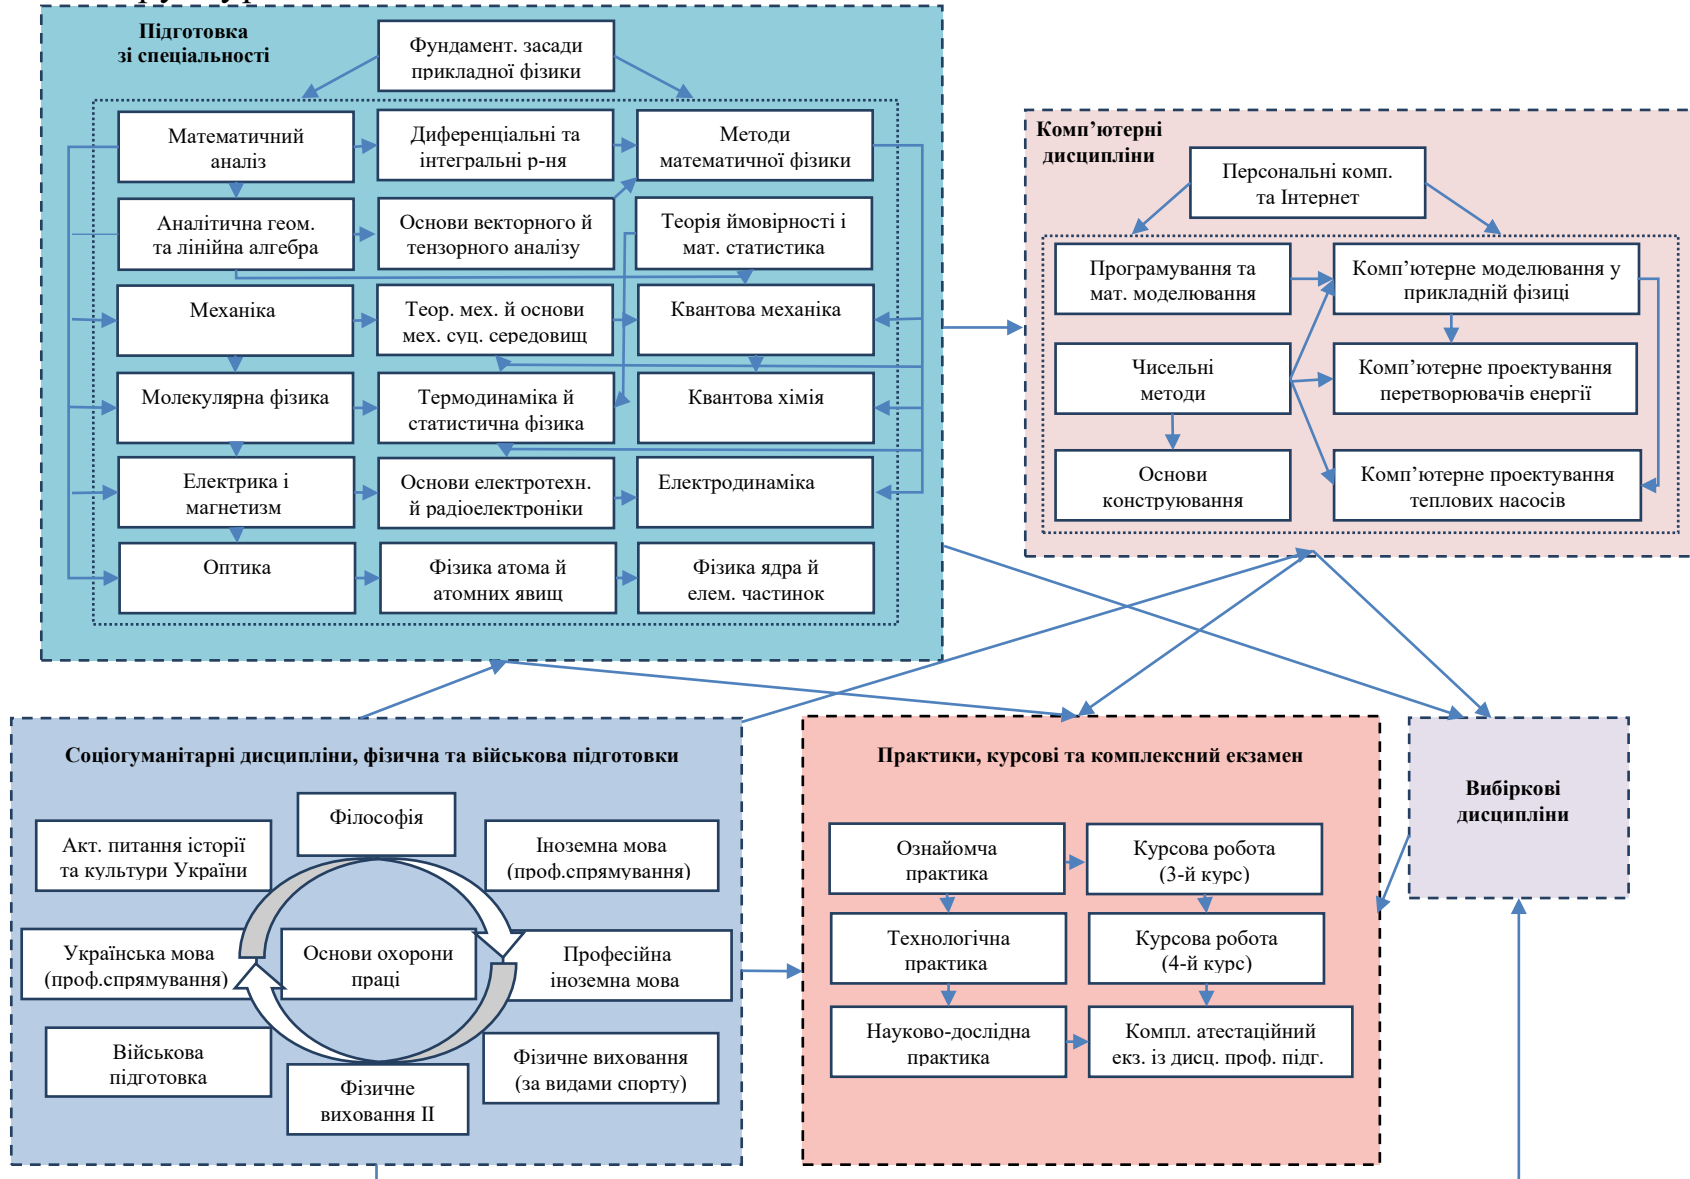 Підготовка
зі спеціальності
Фундамент. засади
прикладної фізики
Математичний
аналіз
Диференціальні та
інтегральні р-ня
Методи
математичної фізики
Аналітична геом.
та лінійна алгебра
Основи векторного й
тензорного аналізу
Теорія ймовірності і
мат. статистика
Механіка
Теор. мех. й основи
мех. суц. середовищ
Квантова механіка
Молекулярна фізика
Термодинаміка й
статистична фізика
Квантова хімія
Електрика і
магнетизм
Основи електротехн.
й радіоелектроніки
Електродинаміка
Оптика
Фізика атома й
атомних явищ
Фізика ядра й
елем. частинок
Комп’ютерні
дисципліни
Персональні комп.
та Інтернет
Програмування та
мат. моделювання
Комп’ютерне моделювання у
прикладній фізиці
Чисельні
методи
Комп’ютерне проектування
перетворювачів енергії
Основи
конструювання
Комп’ютерне проектування
теплових насосів
Соціогуманітарні дисципліни, фізична та військова підготовки
Філософія
Акт. питання історії
та культури України
Іноземна мова
(проф.спрямування)
Українська мова
(проф.спрямування)
Основи охорони
праці
Професійна
іноземна мова
Військова
підготовка
Фізичне
виховання ІІ
Фізичне виховання
(за видами спорту)
Практики, курсові та комплексний екзамен
Ознайомча
практика
Курсова робота
(3-й курс)
Технологічна
практика
Курсова робота
(4-й курс)
Науково-дослідна
практика
Компл. атестаційний
екз. із дисц. проф. підг.
Вибіркові
дисципліни